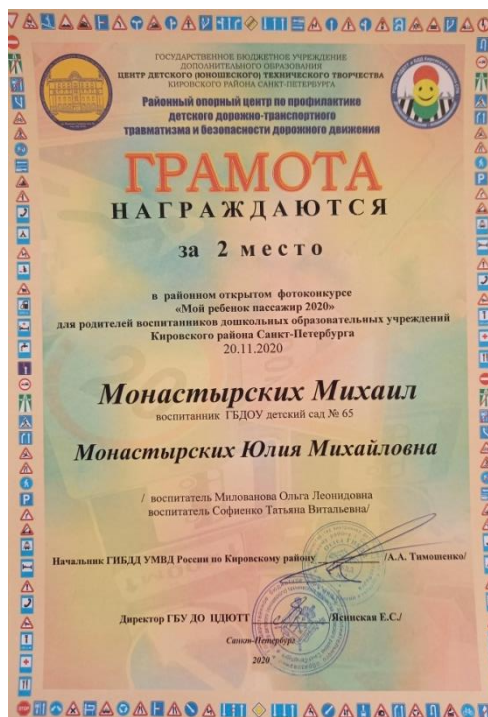 ГОСУДАРСТВЕННОЕ БЮДЖЕТНОЕ УЧРЕЖДЕНИЕ
ДОПОЛНИТЕЛЬНОГО ОБРАЗОВАНИЯ
ЦЕНТР ДЕТСКОГО (ЮНОШЕСКОГО) ТЕХНИЧЕСКОГО ТВОРЧЕСТВА
КИРОВСКОГО РАЙОНА САНКТ-ПЕТЕРБУРГА
Районный опорный центр по профилактике
детского дорожно-транспортного
травматизма и безопасности дорожного движения
ГРАМОТА
НАГРАЖДАЮТСЯ
за 2 место
в районном открытом фотоконкурсе
«Мой ребенок пассажир 2020»
для родителей воспитанников дошкольных образовательных учреждений
Кировского района Санкт-Петербурга
20.11.2020
Монастырских Михаил
воспитанник ГБДОУ детский сад № 65
Монастырских Юлия Михайловна
/ воспитатель Милованова Ольга Леонидовна
воспитатель Софиенко Татьяна Витальевна/
Начальник ГИБДД УМВД России по Кировскому району /А.А. Тимошенко/
Директор ГБУ ДО ЦДЮТТ /Ясинская Е.С./
Санкт-Петербург
2020